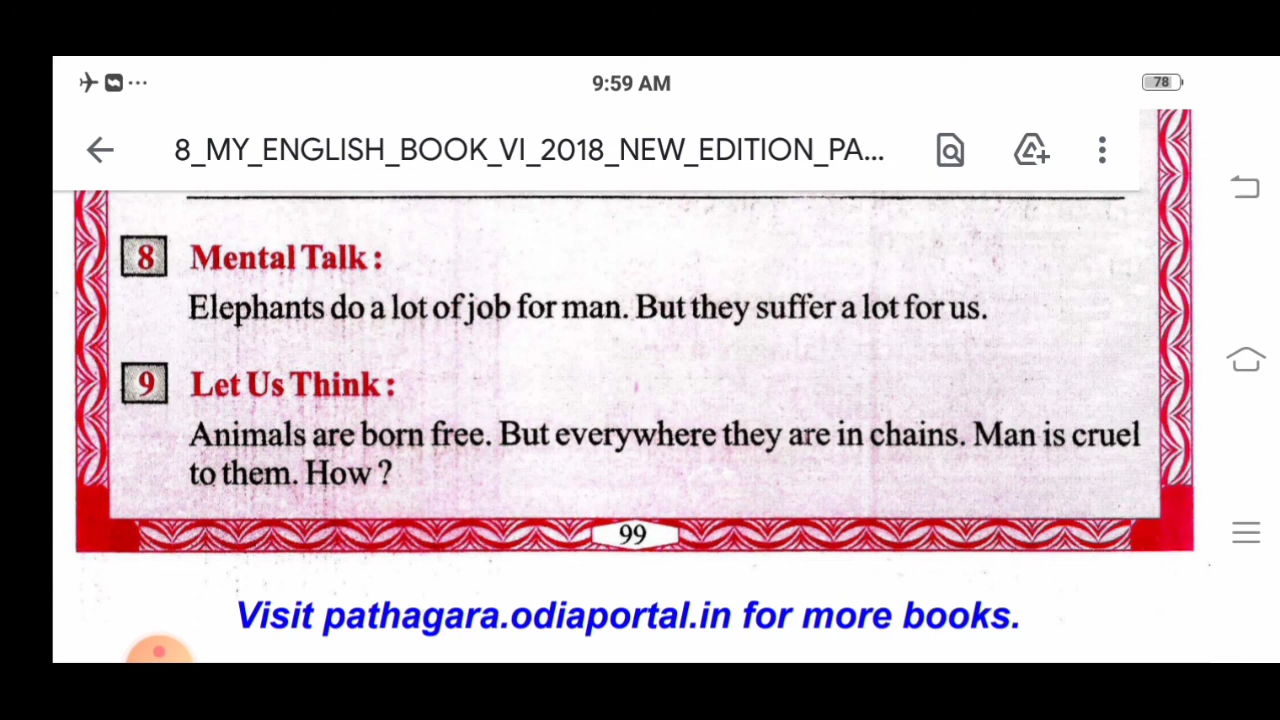 9:59 AM
78
8_MY_ENGLISH_BOOK_VI_2018_NEW_EDITION_PA...
8 Mental Talk :
Elephants do a lot of job for man. But they suffer a lot for us.
9 Let Us Think :
Animals are born free. But everywhere they are in chains. Man is cruel
to them. How ?
99
Visit pathagara.odiaportal.in for more books.